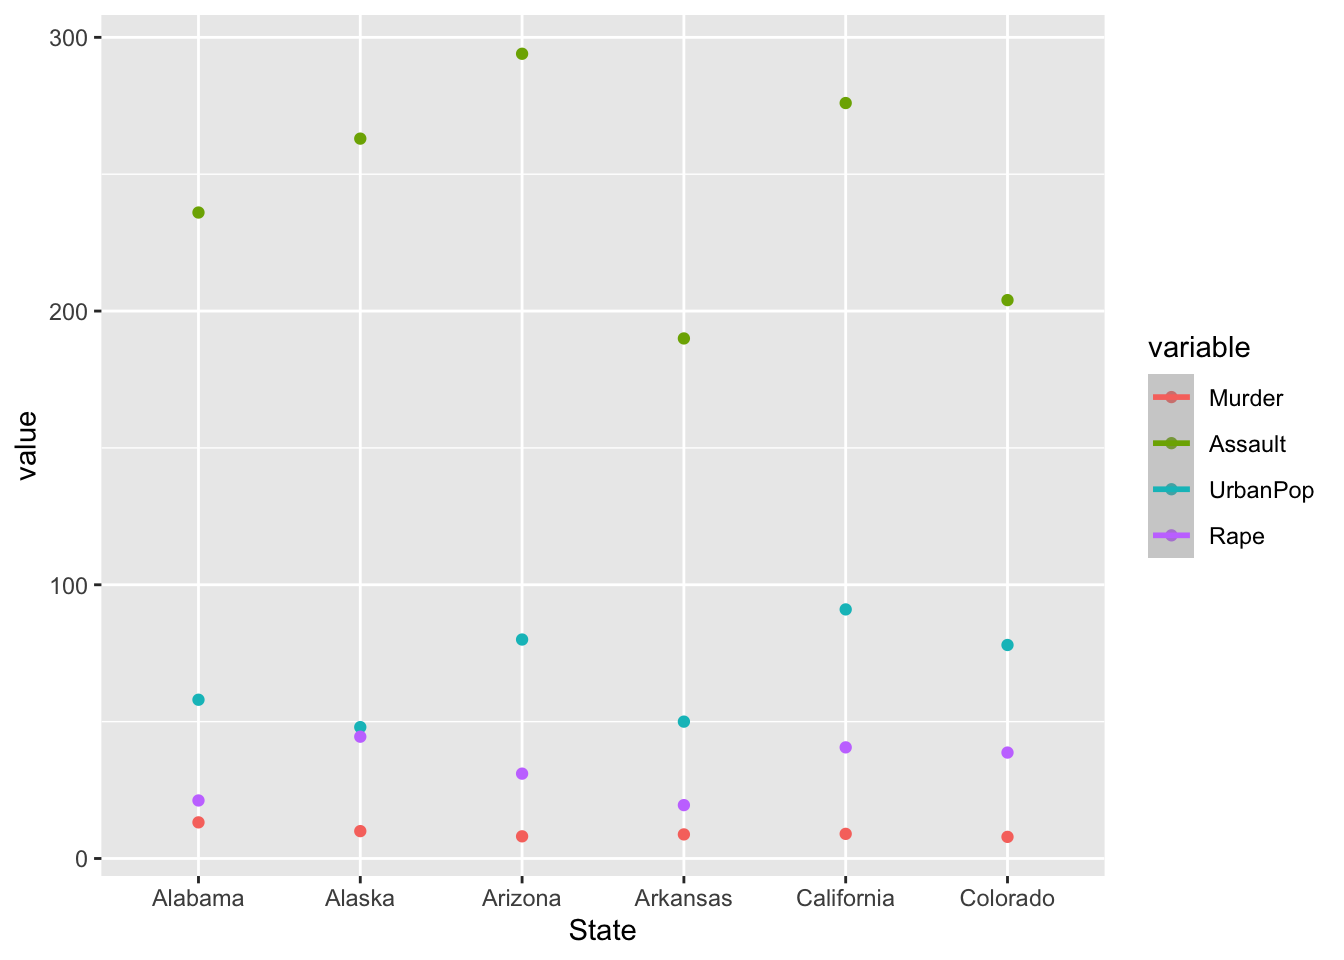 300
200
100
0
value
Alabama Alaska Arizona Arkansas California Colorado
State
variable
Murder
Assault
UrbanPop
Rape